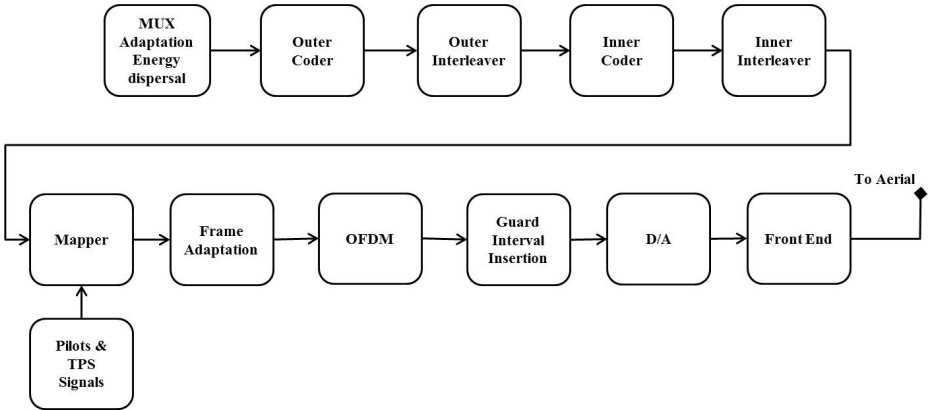 MUX
Adaptation
Energy
dispersal
Outer
Coder
Outer
Interleaver
Inner
Coder
Inner
Interleaver
To Aerial
Mapper
Frame
Adaptation
OFDM
Guard
Interval
Insertion
D/A
Front End
Pilots &
TPS
Signals